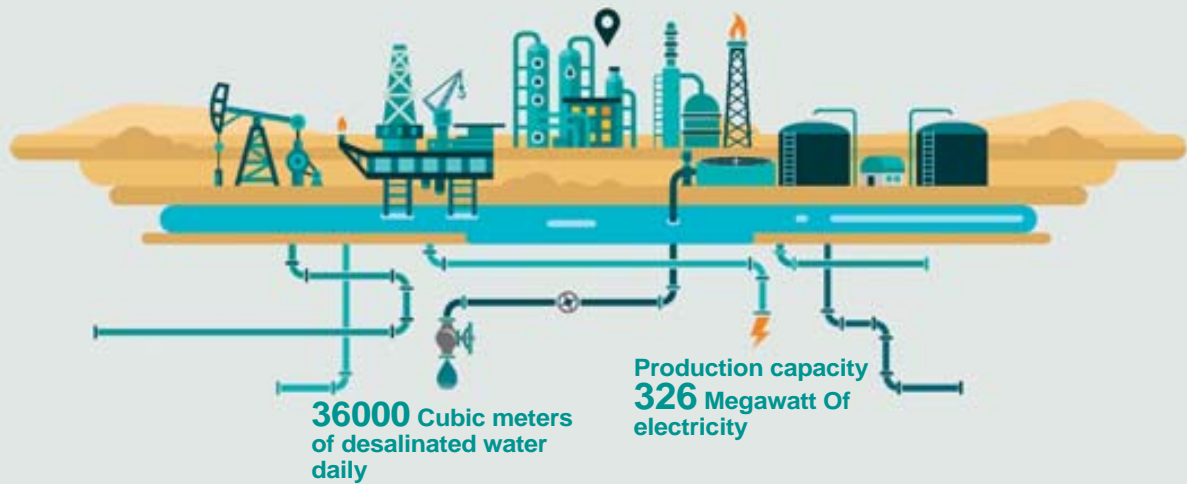 36000 Cubic meters
of desalinated water
daily
Production capacity
326 Megawatt Of
electricity